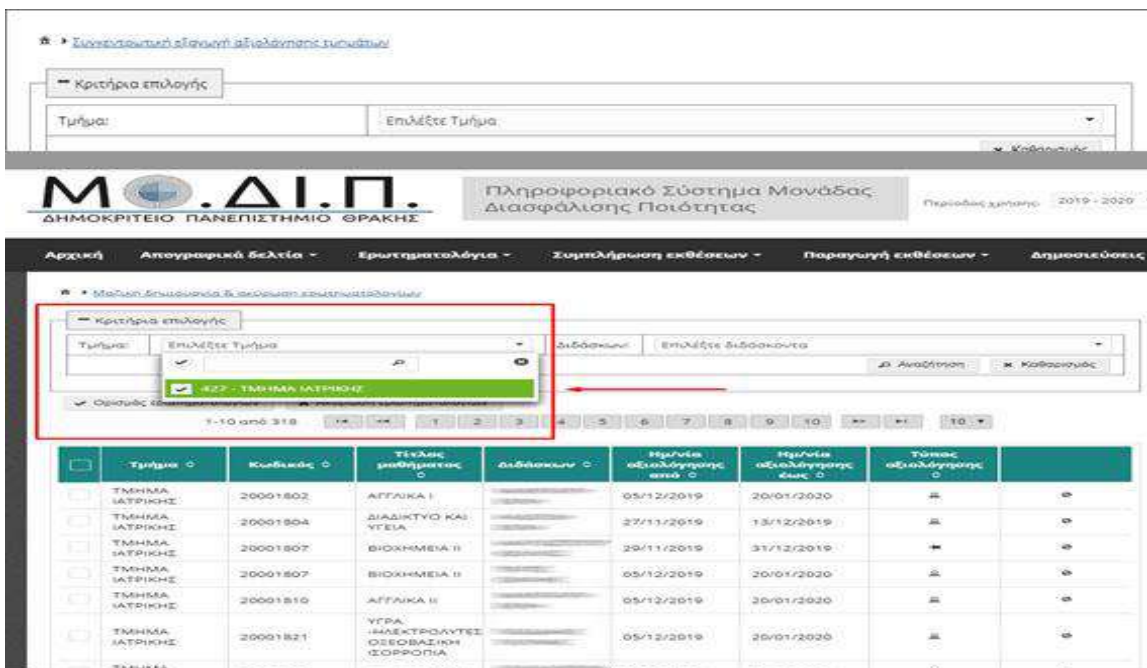 Συγκεντρωτική εξαγωγή αξιολόγησης τμημάτων
Κριτήρια επιλογής
Τμήμα: Επιλέξτε Τμήμα
Καθαρισμός
ΜΟ.ΔΙ.Π.
ΔΗΜΟΚΡΙΤΕΙΟ ΠΑΝΕΠΙΣΤΗΜΙΟ ΘΡΑΚΗΣ
Πληροφοριακό Σύστημα Μονάδας
Διασφάλισης Ποιότητας
Περίοδος χρήσης: 2019 - 2020
Αρχική Απογραφικά δελτία Ερωτηματολόγια Συμπλήρωση εκθέσεων Παραγωγή εκθέσεων Δημοσιεύσεις
Μαζική δημιουργία & ακύρωση ερωτηματολογίων
Κριτήρια επιλογής
Τμήμα: Επιλέξτε Τμήμα Διδάσκων: Επιλέξτε διδάσκοντα
Αναζήτηση Καθαρισμός
427 - ΤΜΗΜΑ ΙΑΤΡΙΚΗΣ
Ορισμός
1-10 από 318 1 2 3 4 5 6 7 8 9 10 10
Τμήμα Κωδικός Τίτλος μαθήματος Διδάσκων Ημ/νία αξιολόγησης από Ημ/νία αξιολόγησης έως Τύπος αξιολόγησης
ΤΜΗΜΑ ΙΑΤΡΙΚΗΣ 20001802 ΑΓΓΛΙΚΑ I 05/12/2019 20/01/2020
ΤΜΗΜΑ ΙΑΤΡΙΚΗΣ 20001804 ΔΙΑΔΙΚΤΥΟ ΚΑΙ ΥΓΕΙΑ 27/11/2019 13/12/2019
ΤΜΗΜΑ ΙΑΤΡΙΚΗΣ 20001807 ΒΙΟΧΗΜΕΙΑ II 29/11/2019 31/12/2019
ΤΜΗΜΑ ΙΑΤΡΙΚΗΣ 20001807 ΒΙΟΧΗΜΕΙΑ II 05/12/2019 20/01/2020
ΤΜΗΜΑ ΙΑΤΡΙΚΗΣ 20001810 ΑΓΓΛΙΚΑ II 05/12/2019 20/01/2020
ΤΜΗΜΑ ΙΑΤΡΙΚΗΣ 20001821 ΥΓΡΑ -ΗΛΕΚΤΡΟΛΥΤΕΣ ΟΞΕΟΒΑΣΙΚΗ ΙΣΟΡΡΟΠΙΑ 05/12/2019 20/01/2020